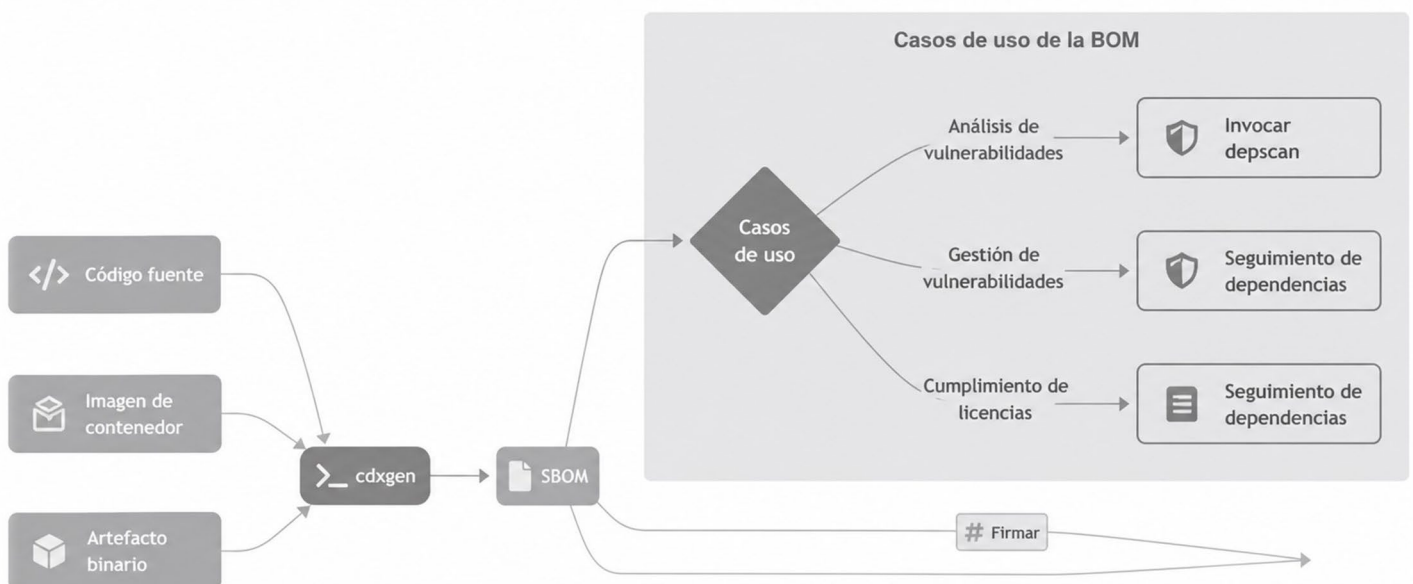 Casos de uso de la BOM
Análisis de
vulnerabilidades
Invocar
depscan
Casos
de uso
Gestión de
vulnerabilidades
Seguimiento de
dependencias
Cumplimiento de
licencias
Seguimiento de
dependencias
</> Código fuente
Imagen de
contenedor
>_ cdxgen
SBOM
Artefacto
binario
# Firmar